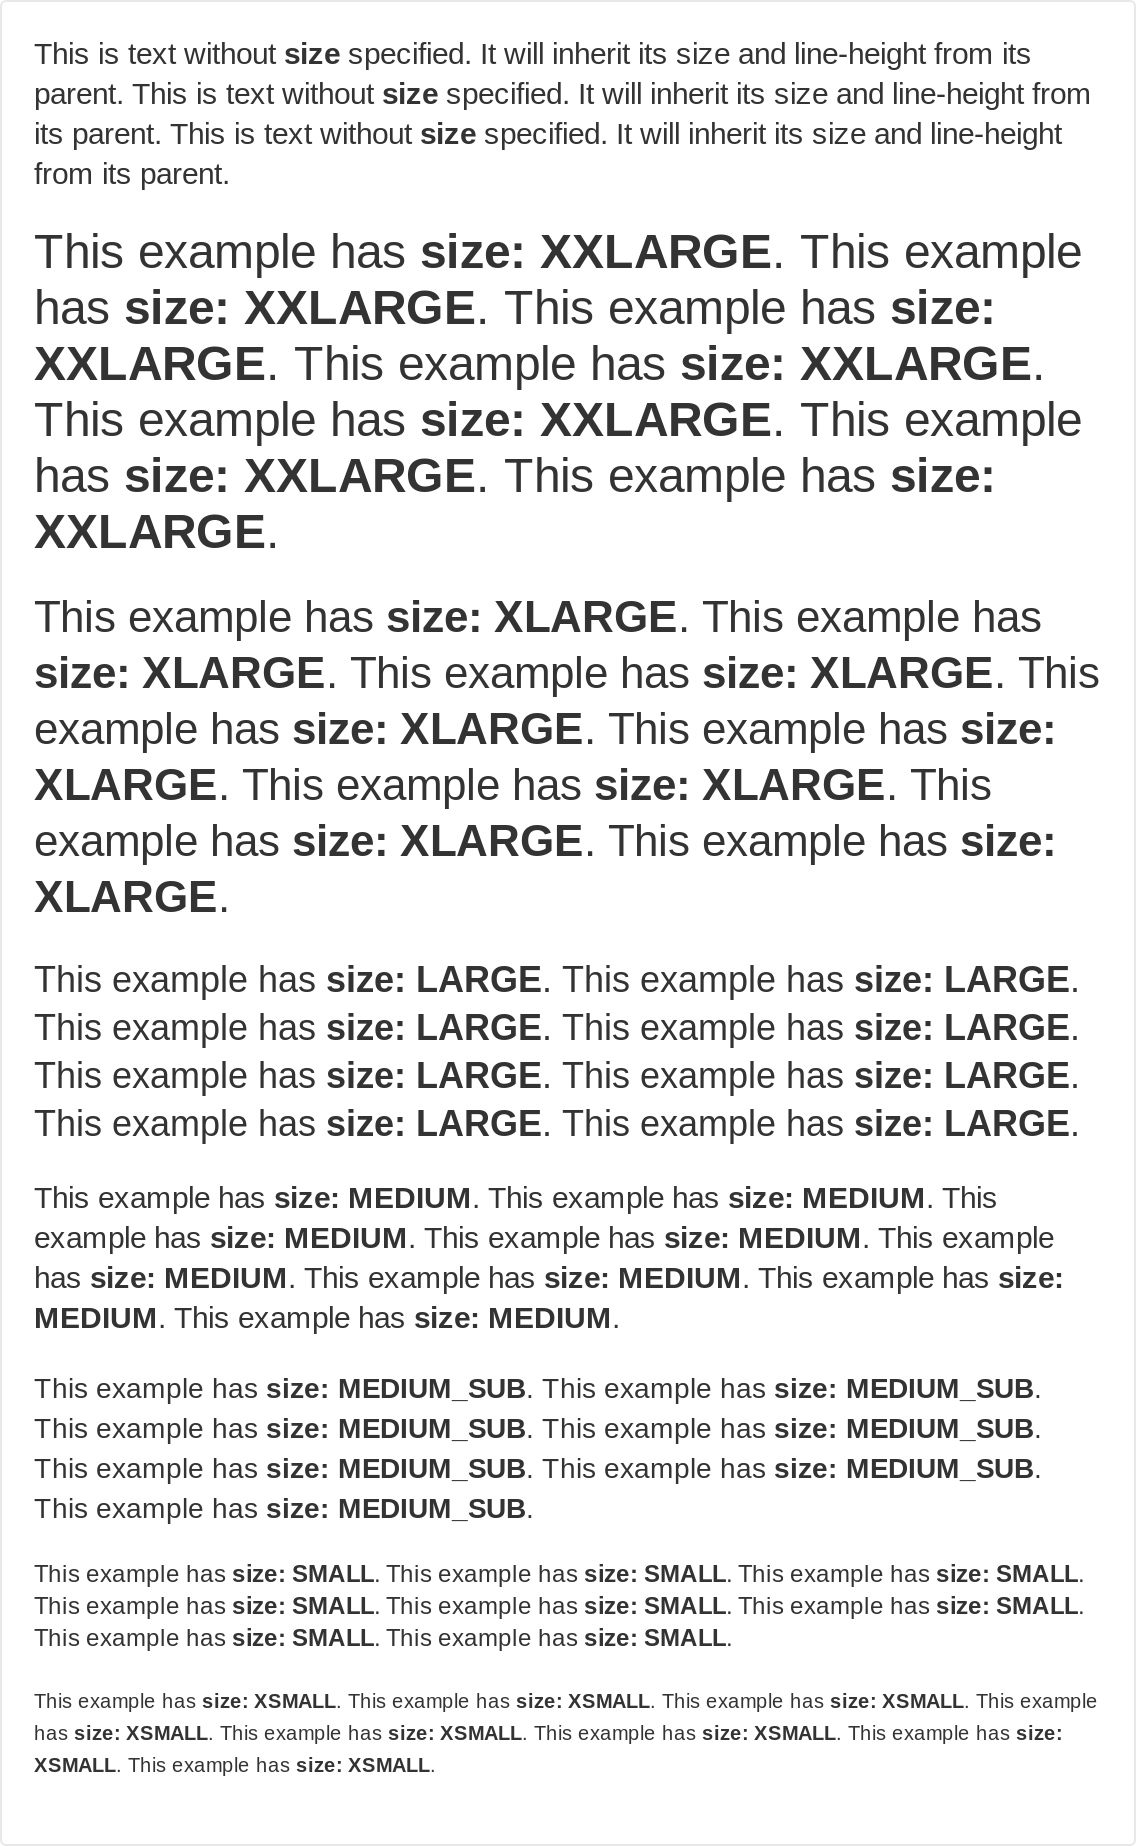 This is text without size specified. It will inherit its size and line-height from its
parent. This is text without size specified. It will inherit its size and line-height from
its parent. This is text without size specified. It will inherit its size and line-height
from its parent.
This example has size: XXLARGE. This example
has size: XXLARGE. This example has size:
XXLARGE. This example has size: XXLARGE.
This example has size: XXLARGE. This example
has size: XXLARGE. This example has size:
XXLARGE.
This example has size: XLARGE. This example has
size: XLARGE. This example has size: XLARGE. This
example has size: XLARGE. This example has size:
XLARGE. This example has size: XLARGE. This
example has size: XLARGE. This example has size:
XLARGE.
This example has size: LARGE. This example has size: LARGE.
This example has size: LARGE. This example has size: LARGE.
This example has size: LARGE. This example has size: LARGE.
This example has size: LARGE. This example has size: LARGE.
This example has size: MEDIUM. This example has size: MEDIUM. This
example has size: MEDIUM. This example has size: MEDIUM. This example
has size: MEDIUM. This example has size: MEDIUM. This example has size:
MEDIUM. This example has size: MEDIUM.
This example has size: MEDIUM_SUB. This example has size: MEDIUM_SUB.
This example has size: MEDIUM_SUB. This example has size: MEDIUM_SUB.
This example has size: MEDIUM_SUB. This example has size: MEDIUM_SUB.
This example has size: MEDIUM_SUB.
This example has size: SMALL. This example has size: SMALL. This example has size: SMALL.
This example has size: SMALL. This example has size: SMALL. This example has size: SMALL.
This example has size: SMALL. This example has size: SMALL.
This example has size: XSMALL. This example has size: XSMALL. This example has size: XSMALL. This example
has size: XSMALL. This example has size: XSMALL. This example has size: XSMALL. This example has size:
XSMALL. This example has size: XSMALL.